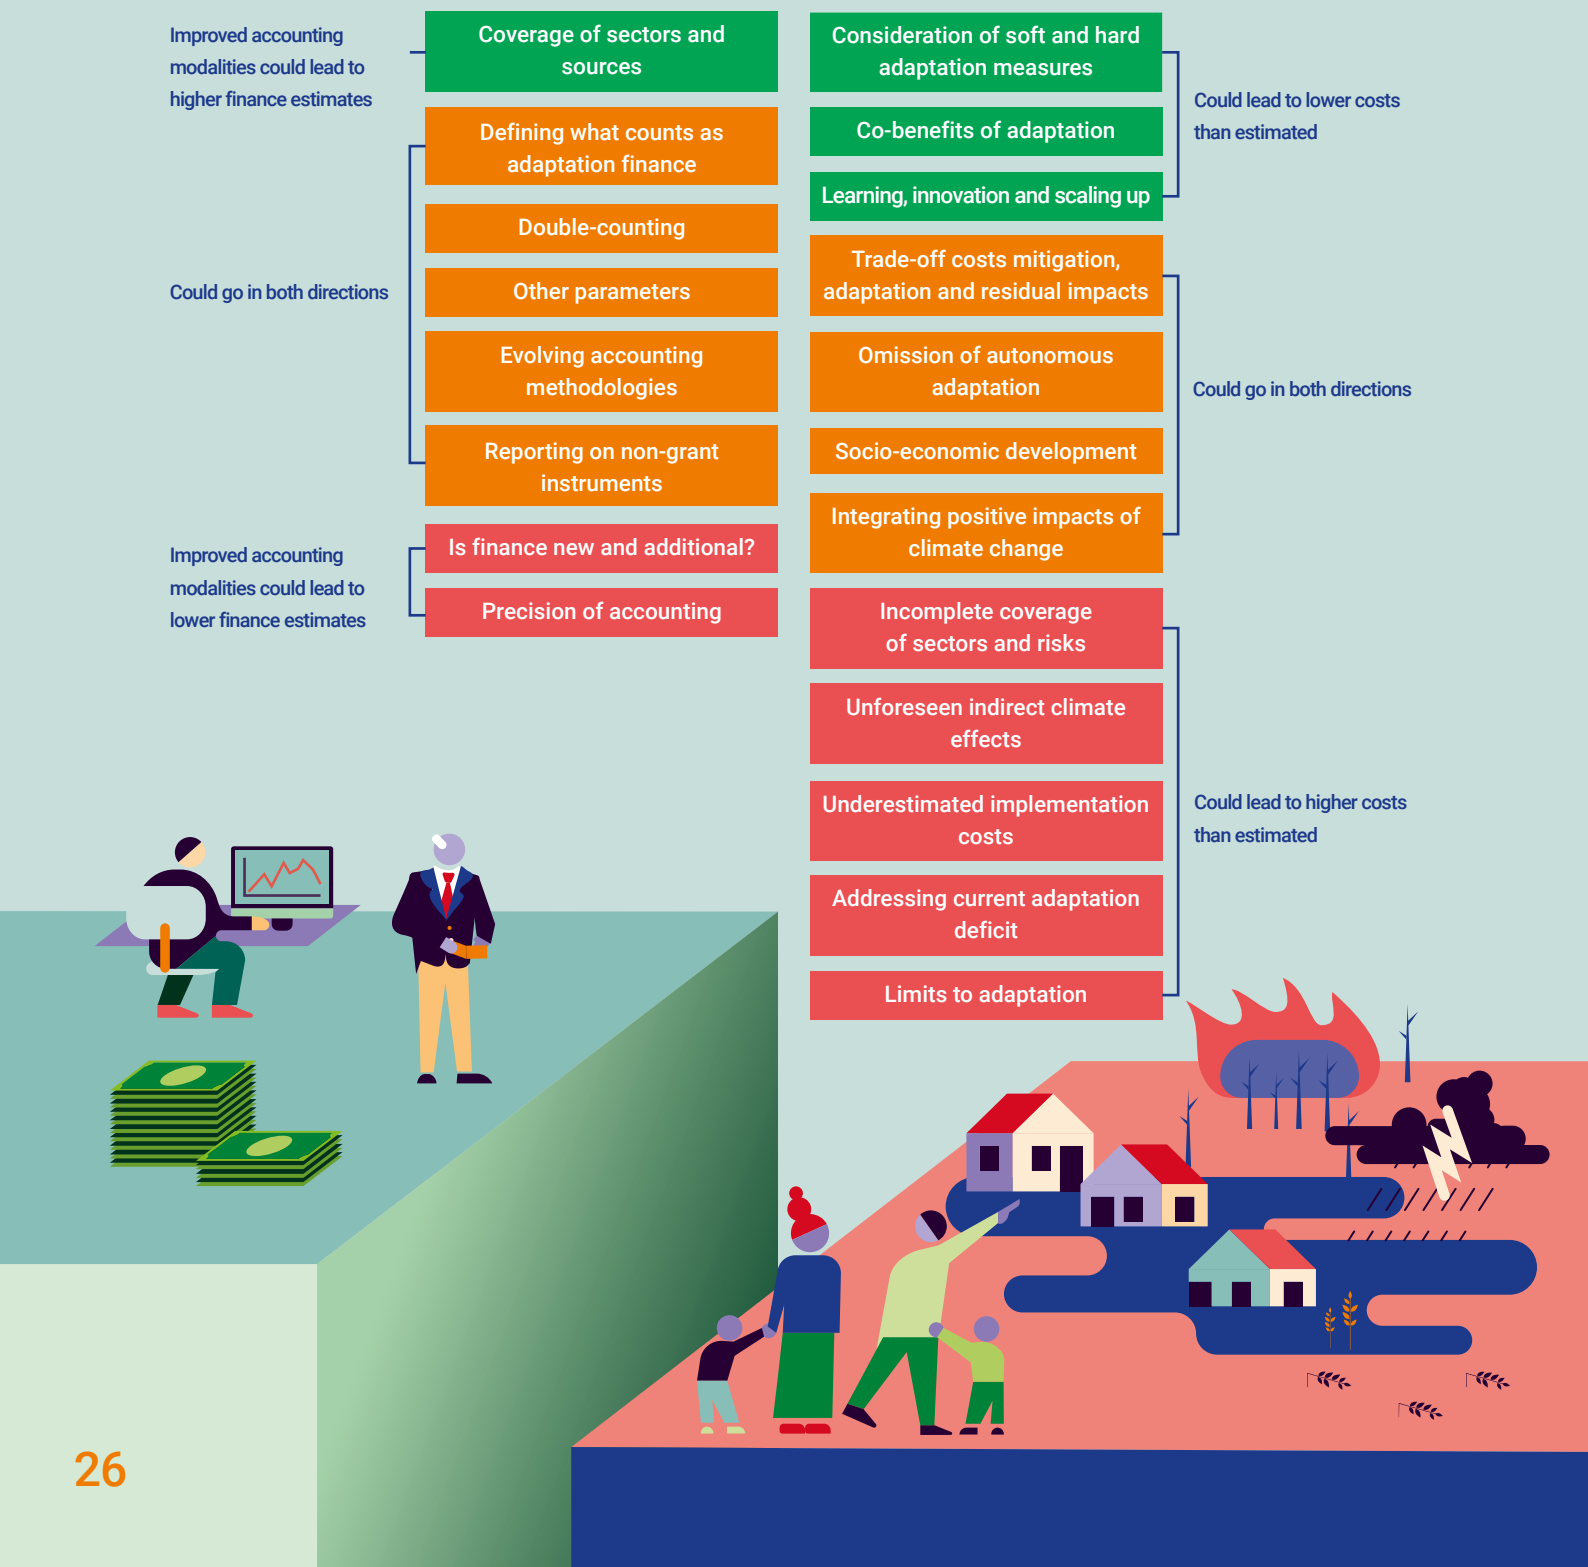 Improved accounting
modalities could lead to
higher finance estimates
Coverage of sectors and
sources
Defining what counts as
adaptation finance
Double-counting
Could go in both directions
Other parameters
Evolving accounting
methodologies
Reporting on non-grant
instruments
Improved accounting
modalities could lead to
lower finance estimates
Is finance new and additional?
Precision of accounting
Consideration of soft and hard
adaptation measures
Could lead to lower costs
than estimated
Co-benefits of adaptation
Learning, innovation and scaling up
Trade-off costs mitigation,
adaptation and residual impacts
Omission of autonomous
adaptation
Could go in both directions
Socio-economic development
Integrating positive impacts of
climate change
Incomplete coverage
of sectors and risks
Unforeseen indirect climate
effects
Underestimated implementation
costs
Could lead to higher costs
than estimated
Addressing current adaptation
deficit
Limits to adaptation
26